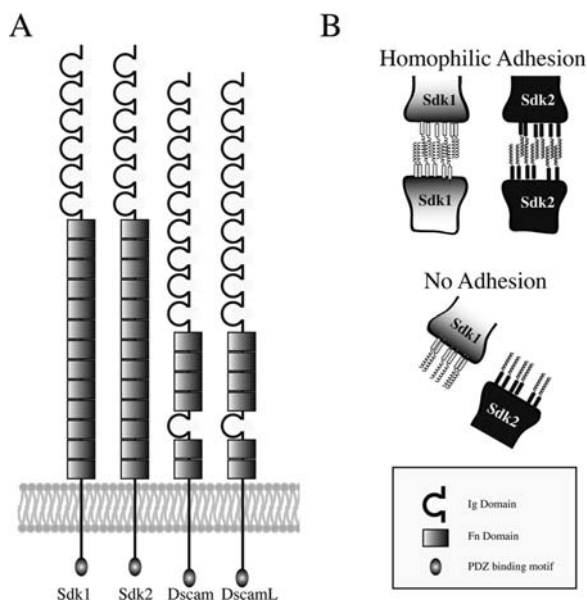 A
Sdk1 Sdk2 Dscam DscamL
B
Homophilic Adhesion
Sdk1 Sdk2
Sdk1 Sdk2
No Adhesion
Sdk1
Sdk2
Ig Domain
Fn Domain
PDZ binding motif